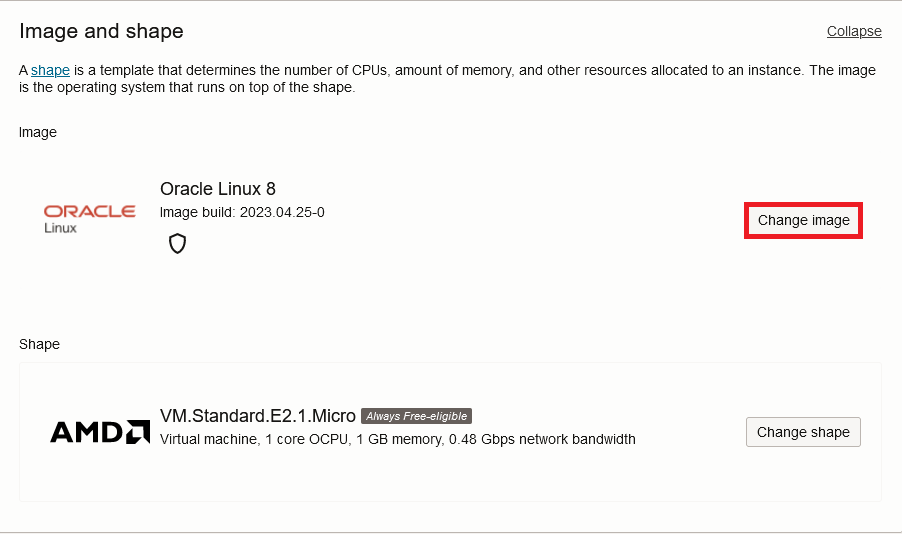 Image and shape
Collapse
A shape is a template that determines the number of CPUs, amount of memory, and other resources allocated to an instance. The image
is the operating system that runs on top of the shape.
Image
ORACLE
Linux
Oracle Linux 8
Image build: 2023.04.25-0
Change image
Shape
AMD
VM.Standard.E2.1.Micro Always Free-eligible
Virtual machine, 1 core OCPU, 1 GB memory, 0.48 Gbps network bandwidth
Change shape